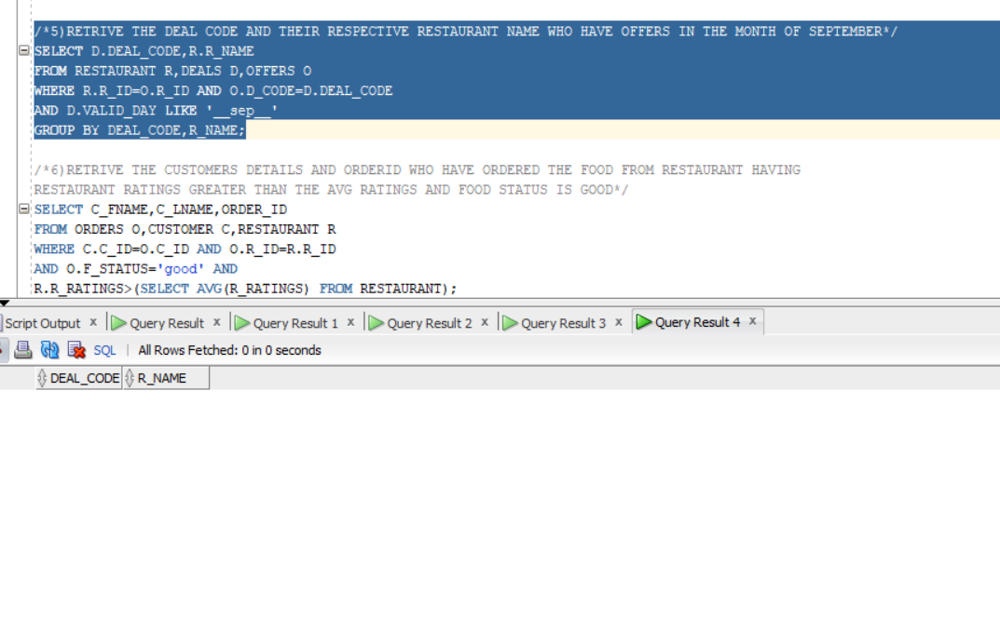 /*5)RETRIVE THE DEAL CODE AND THEIR RESPECTIVE RESTAURANT NAME WHO HAVE OFFERS IN THE MONTH OF SEPTEMBER*/
SELECT D.DEAL_CODE,R.R_NAME
FROM RESTAURANT R,DEALS D,OFFERS O
WHERE R.R_ID=O.R_ID AND O.D_CODE=D.DEAL_CODE
AND D.VALID_DAY LIKE '__sep__'
GROUP BY DEAL_CODE,R_NAME;
/*6)RETRIVE THE CUSTOMERS DETAILS AND ORDERID WHO HAVE ORDERED THE FOOD FROM RESTAURANT HAVING
RESTAURANT RATINGS GREATER THAN THE AVG RATINGS AND FOOD STATUS IS GOOD*/
SELECT C_FNAME,C_LNAME,ORDER_ID
FROM ORDERS O,CUSTOMER C,RESTAURANT R
WHERE C.C_ID=O.C_ID AND O.R_ID=R.R_ID
AND O.F_STATUS='good' AND
R.R_RATINGS>(SELECT AVG(R_RATINGS) FROM RESTAURANT);
Script Output x Query Result x Query Result 1 x Query Result 2 x Query Result 3 x Query Result 4 x
SQL | All Rows Fetched: 0 in 0 seconds
DEAL_CODE R_NAME